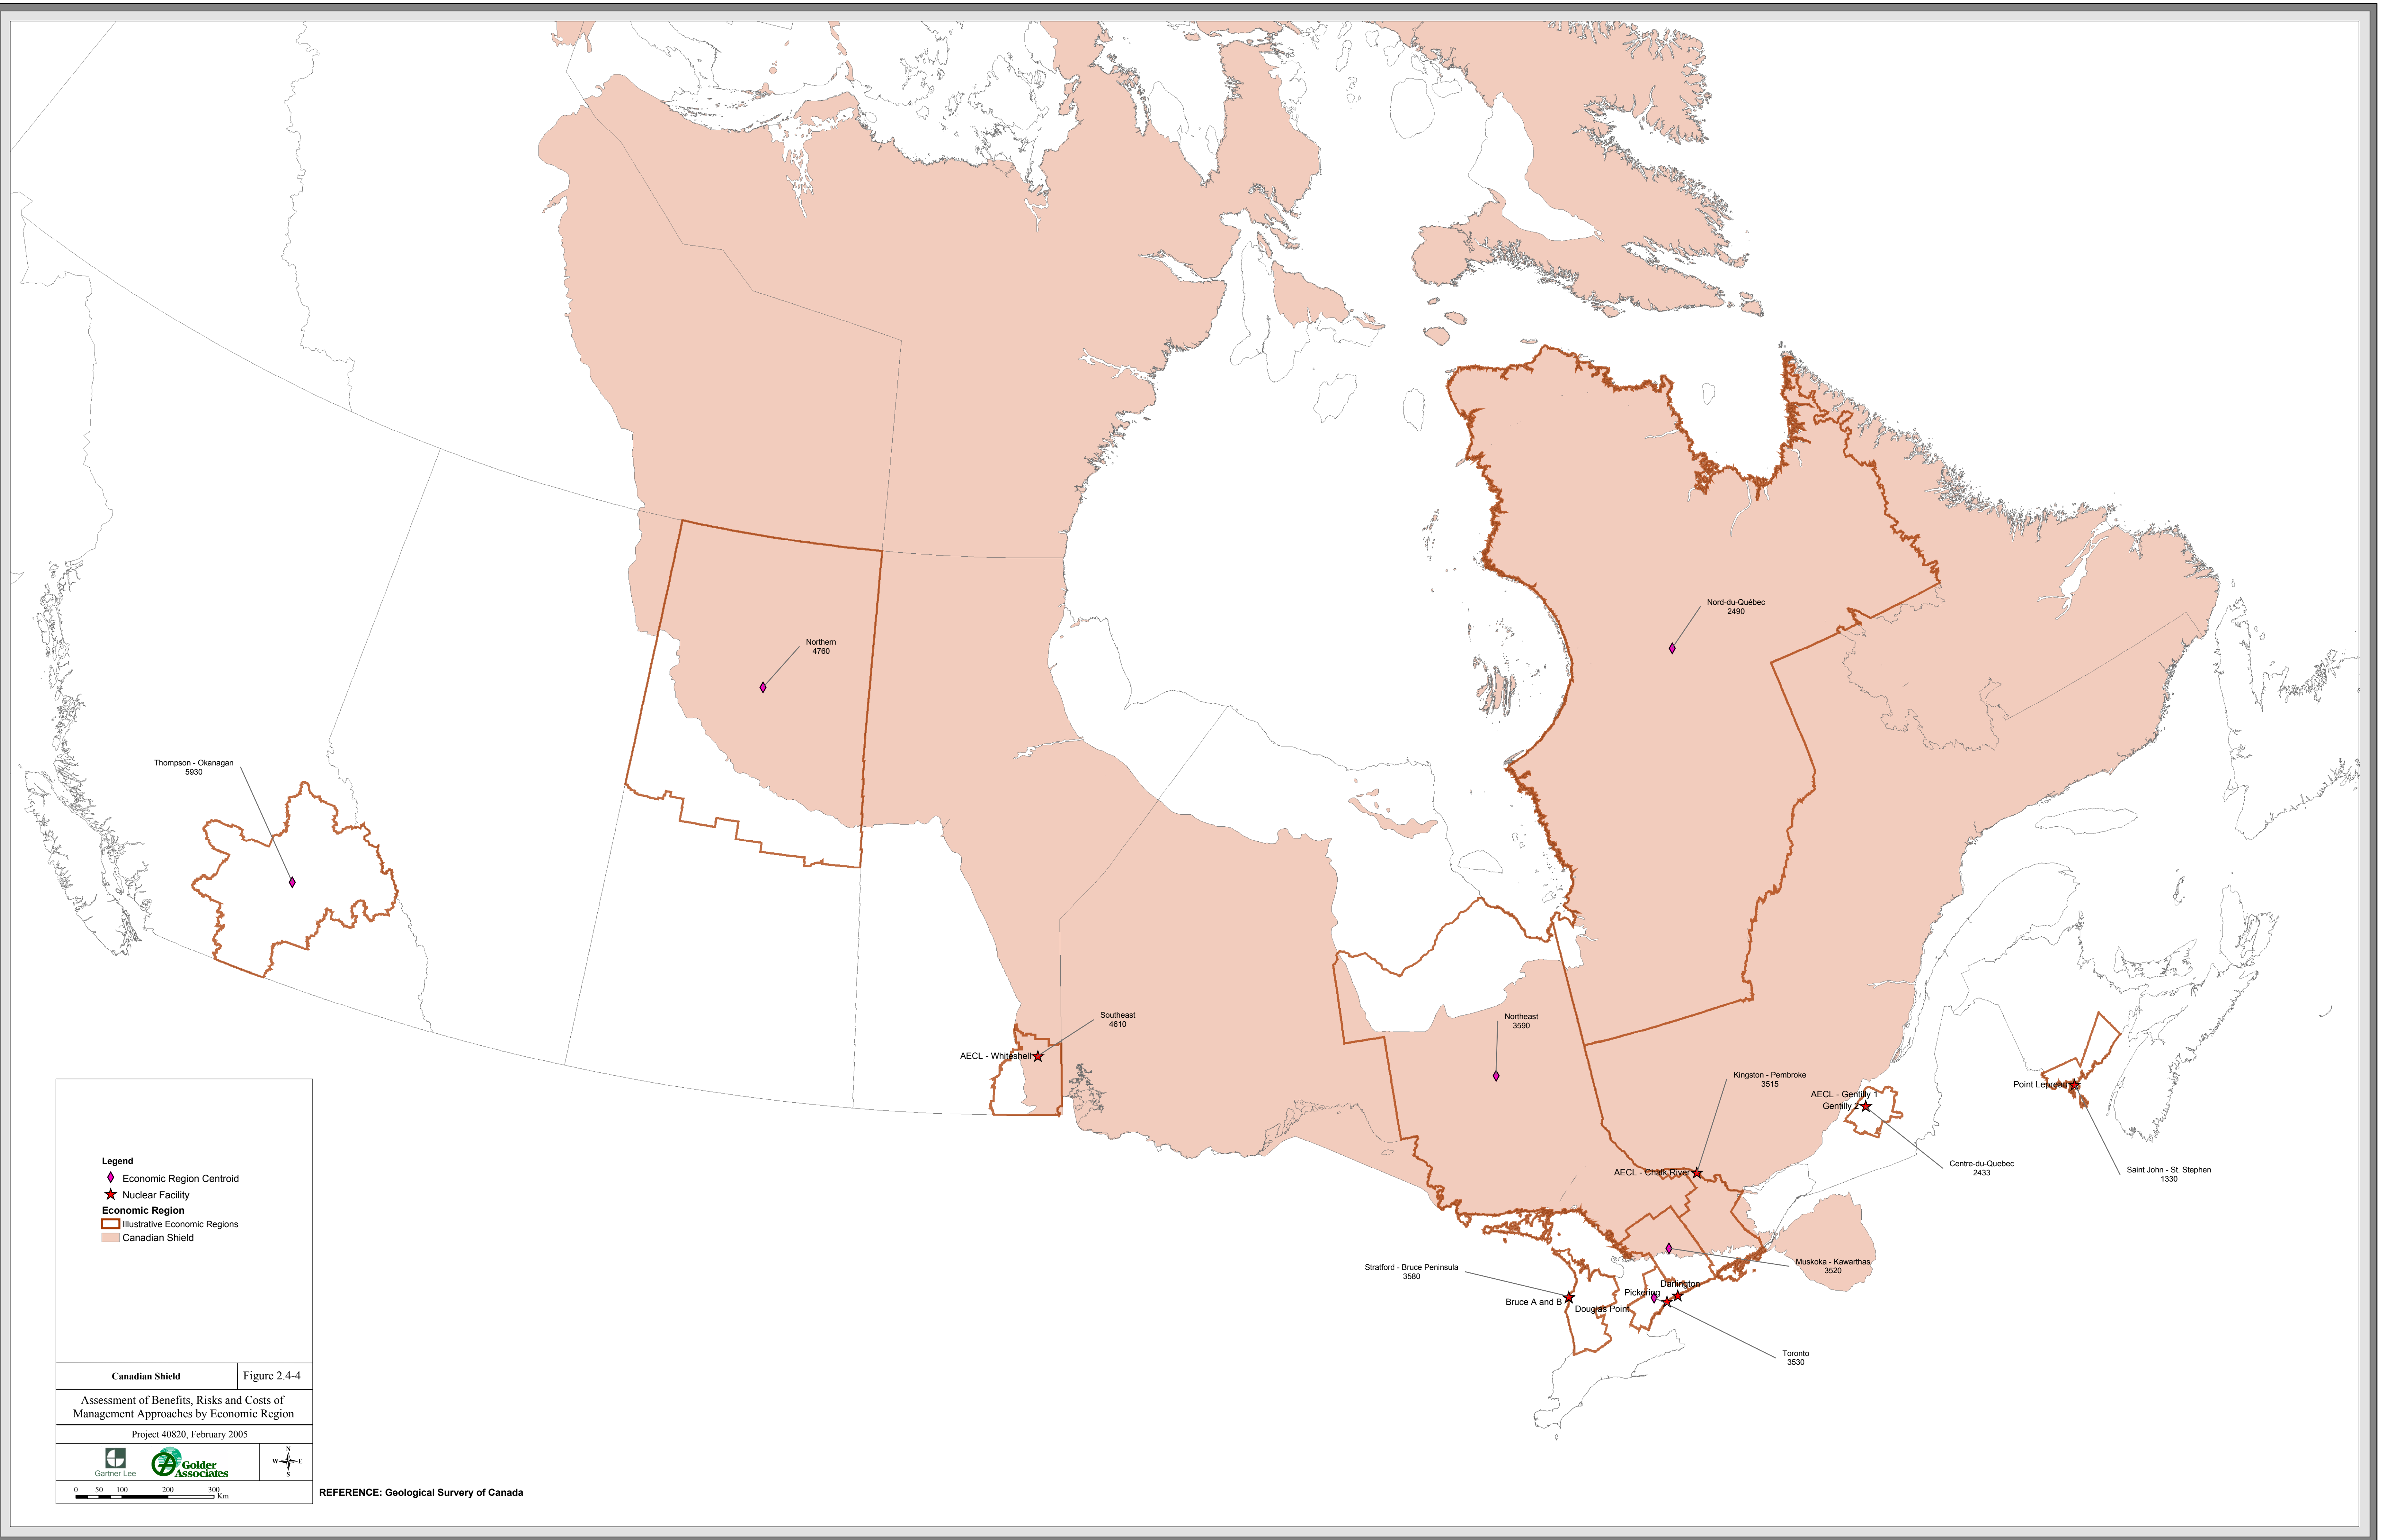 Nord-du-Québec
2490
Northern
4760
Thompson - Okanagan
5930
Southeast
4610
AECL - Whiteshell
Northeast
3590
Kingston - Pembroke
3515
AECL - Chalk River
AECL - Gentilly 1
Gentilly 2
Centre-du-Quebec
2433
Point Lepreau
Saint John - St. Stephen
1330
Muskoka - Kawarthas
3520
Stratford - Bruce Peninsula
3580
Darlington
Pickering
Bruce A and B
Douglas Point
Toronto
3530
Legend
Economic Region Centroid
Nuclear Facility
Economic Region
Illustrative Economic Regions
Canadian Shield
Canadian Shield
Figure 2.4-4
Assessment of Benefits, Risks and Costs of
Management Approaches by Economic Region
Project 40820, February 2005
Gartner Lee
Golder
Associates
N
W E
S
0 50 100 200 300
Km
REFERENCE: Geological Survery of Canada